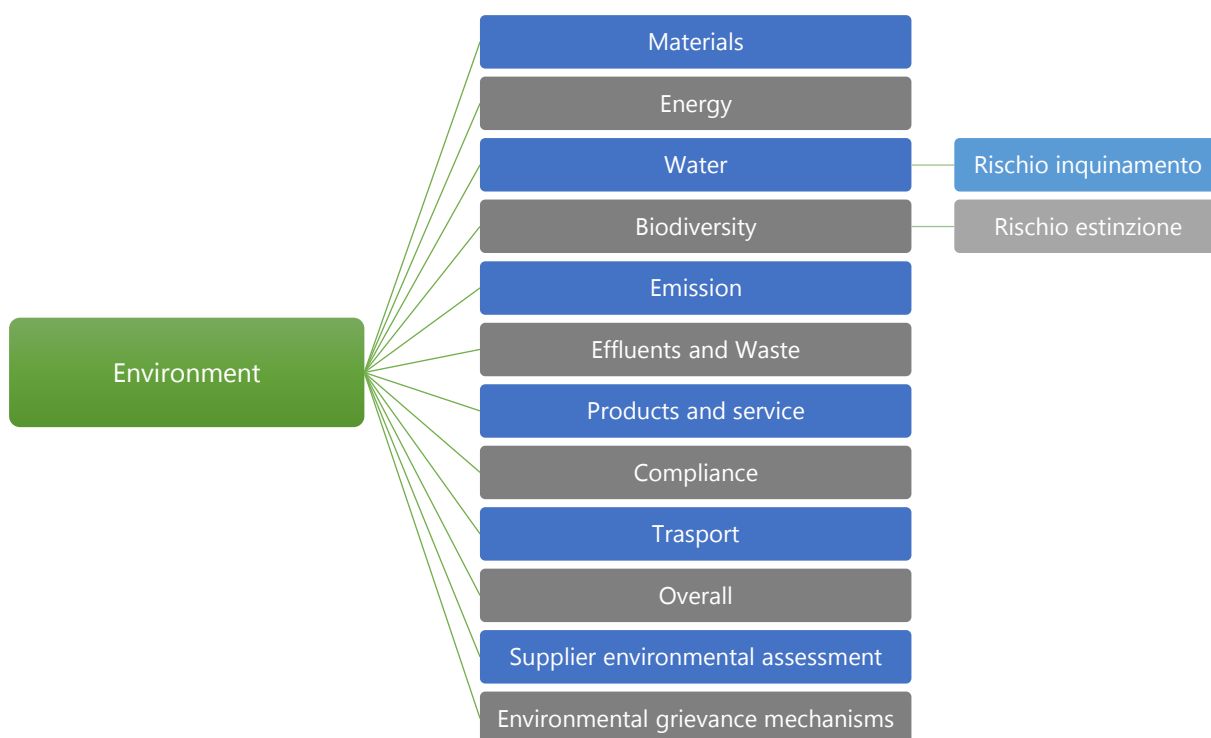 Materials
Energy
Water
Rischio inquinamento
Biodiversity
Rischio estinzione
Emission
Effluents and Waste
Environment
Products and service
Compliance
Trasport
Overall
Supplier environmental assessment
Environmental grievance mechanisms